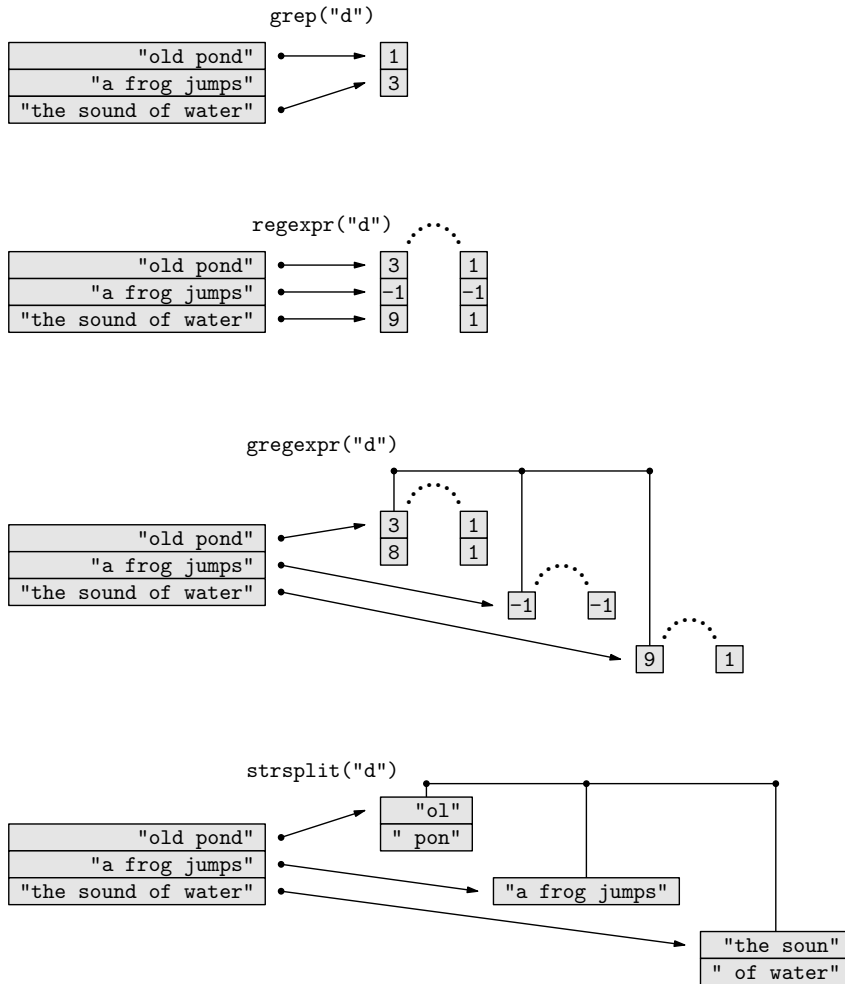 grep("d")
"old pond" 1
"a frog jumps" 3
"the sound of water"
regexpr("d")
"old pond" 3 1
"a frog jumps" −1 −1
"the sound of water" 9 1
gregexpr("d")
3 1
"old pond" 8 1
"a frog jumps"
"the sound of water" −1 −1
9 1
strsplit("d")
"ol"
"old pond" " pon"
"a frog jumps"
"the sound of water" "a frog jumps"
"the soun"
" of water"